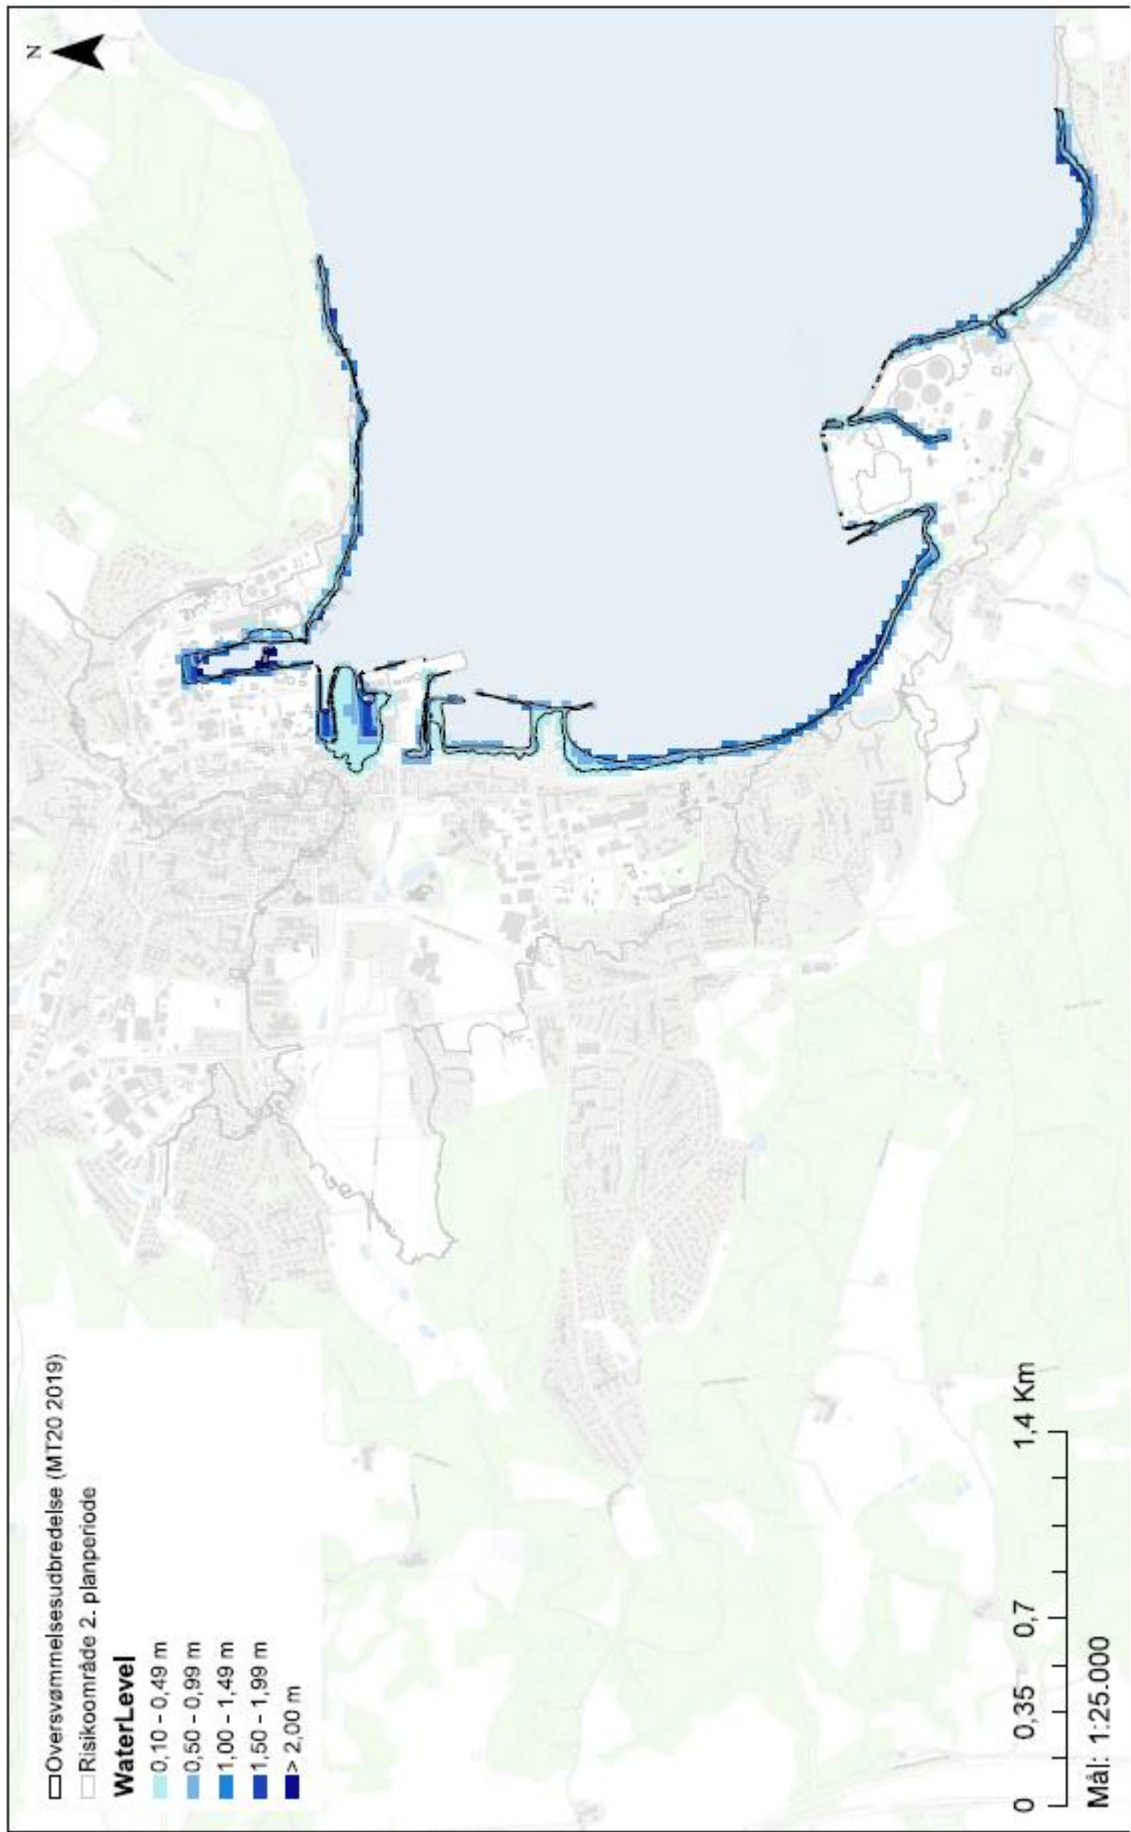 N
Oversvømmelsesudbredelse (MT20 2019)
Risikoområde 2. planperiode
WaterLevel
0,10 - 0,49 m
0,50 - 0,99 m
1,00 - 1,49 m
1,50 - 1,99 m
> 2,00 m
0 0,35 0,7 1,4 Km
Mål: 1:25.000